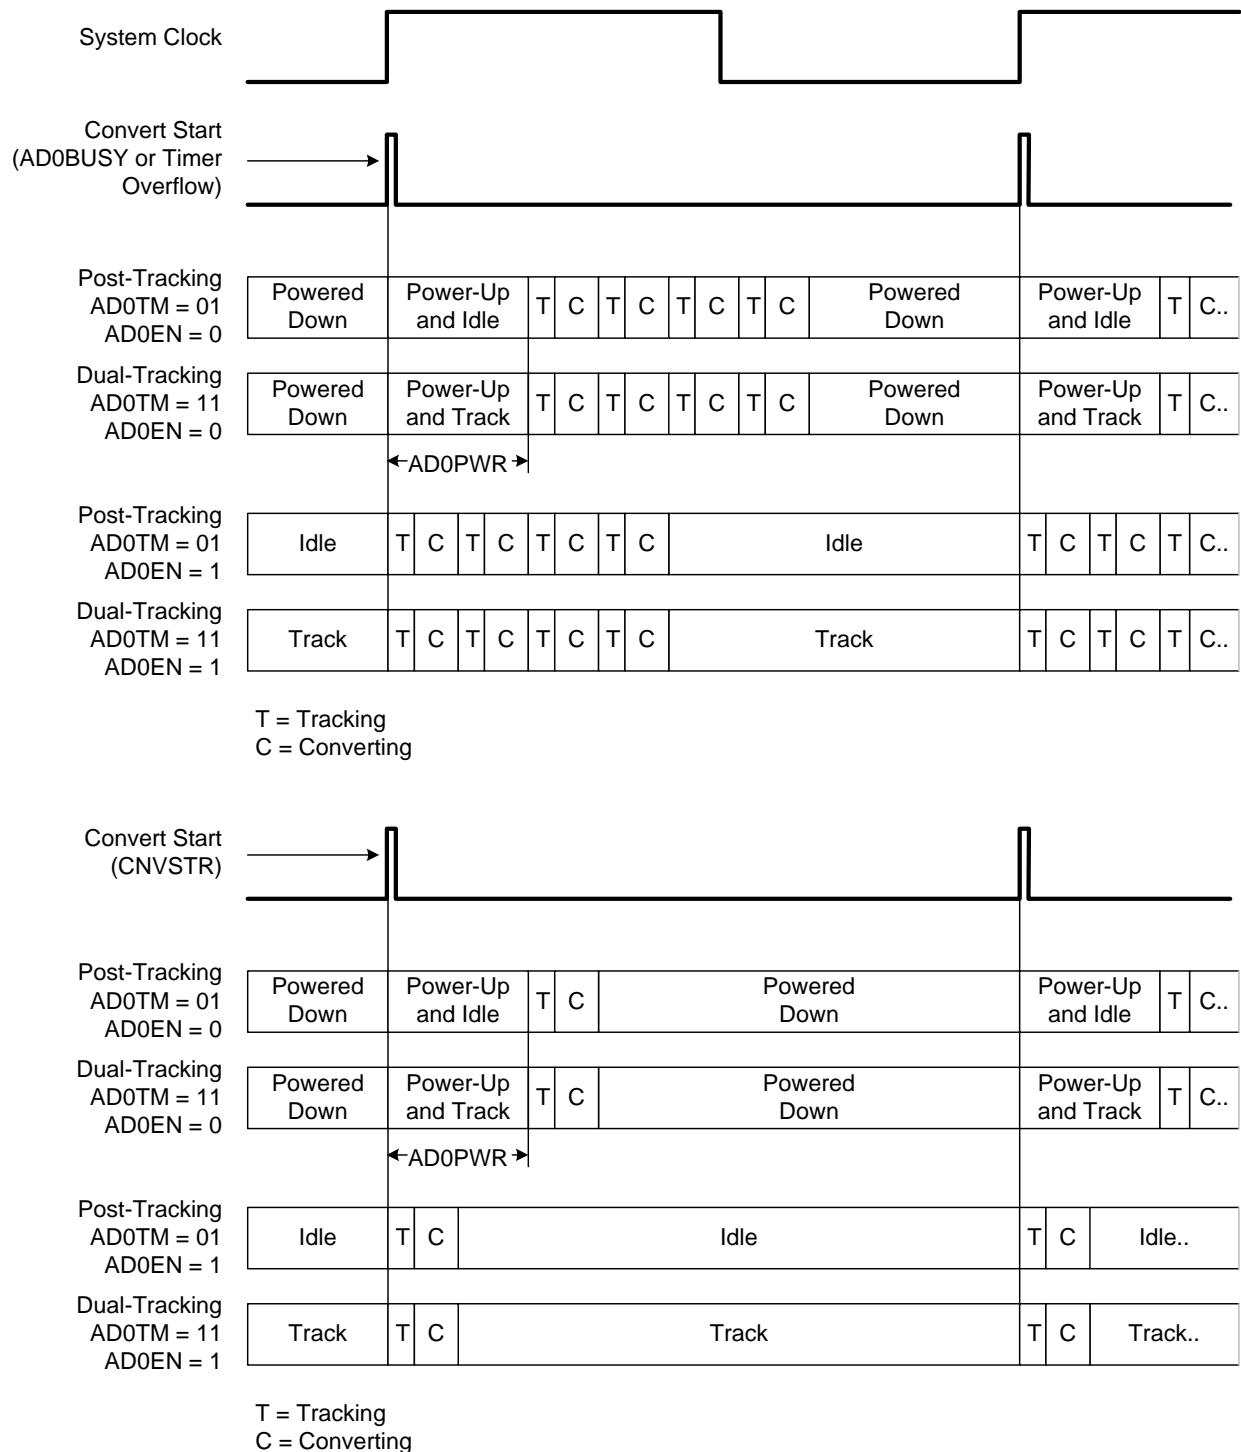 System Clock
Convert Start
(AD0BUSY or Timer
Overflow)
Post-Tracking
AD0TM = 01
AD0EN = 0
Powered
Down
Power-Up
and Idle
T C T C T C T C
Powered
Down
Power-Up
and Idle
T C..
Dual-Tracking
AD0TM = 11
AD0EN = 0
Powered
Down
Power-Up
and Track
T C T C T C T C
Powered
Down
Power-Up
and Track
T C..
AD0PWR
Post-Tracking
AD0TM = 01
AD0EN = 1
Idle T C T C T C T C Idle T C T C T C..
Dual-Tracking
AD0TM = 11
AD0EN = 1
Track T C T C T C T C Track T C T C T C..
T = Tracking
C = Converting
Convert Start
(CNVSTR)
Post-Tracking
AD0TM = 01
AD0EN = 0
Powered
Down
Power-Up
and Idle
T C
Powered
Down
Power-Up
and Idle
T C..
Dual-Tracking
AD0TM = 11
AD0EN = 0
Powered
Down
Power-Up
and Track
T C
Powered
Down
Power-Up
and Track
T C..
AD0PWR
Post-Tracking
AD0TM = 01
AD0EN = 1
Idle T C Idle T C Idle..
Dual-Tracking
AD0TM = 11
AD0EN = 1
Track T C Track T C Track..
T = Tracking
C = Converting